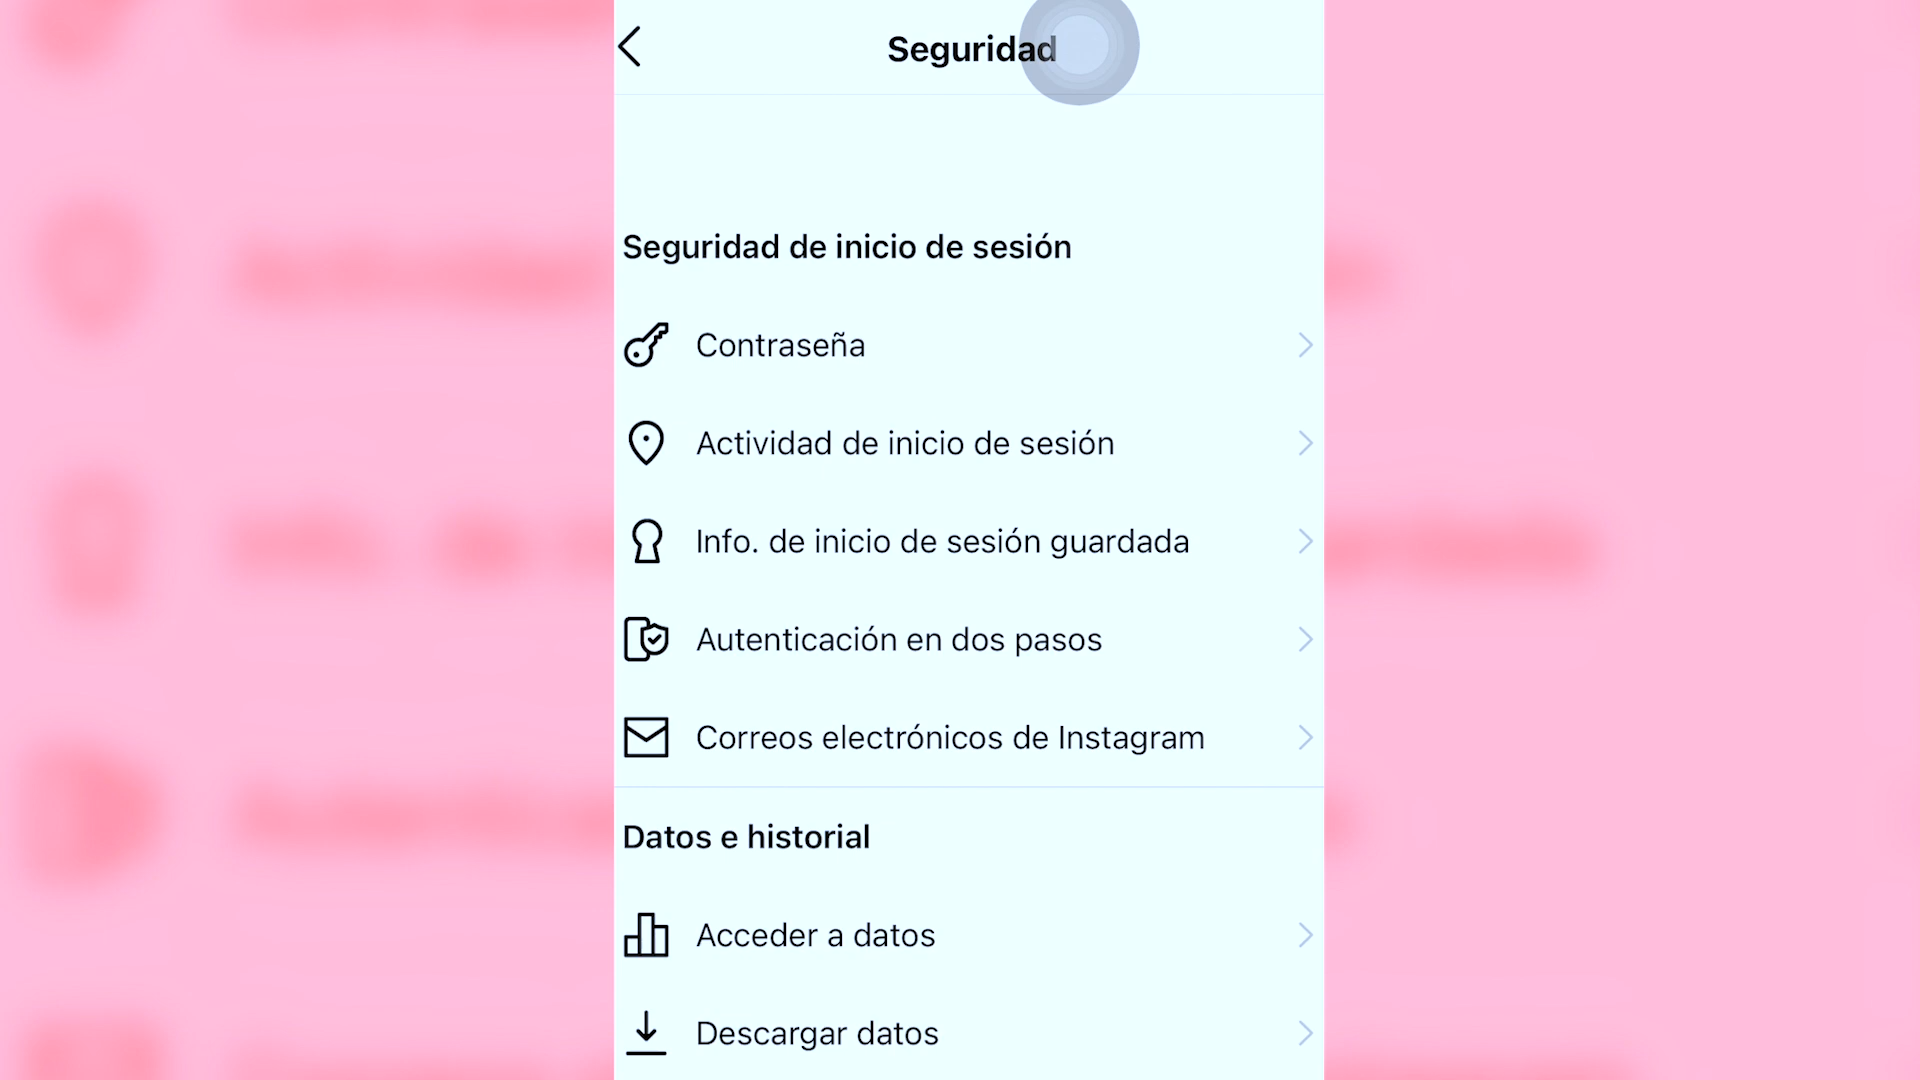 Seguridad
Seguridad de inicio de sesión
Contraseña
Actividad de inicio de sesión
Info. de inicio de sesión guardada
Autenticación en dos pasos
Correos electrónicos de Instagram
Datos e historial
Acceder a datos
Descargar datos